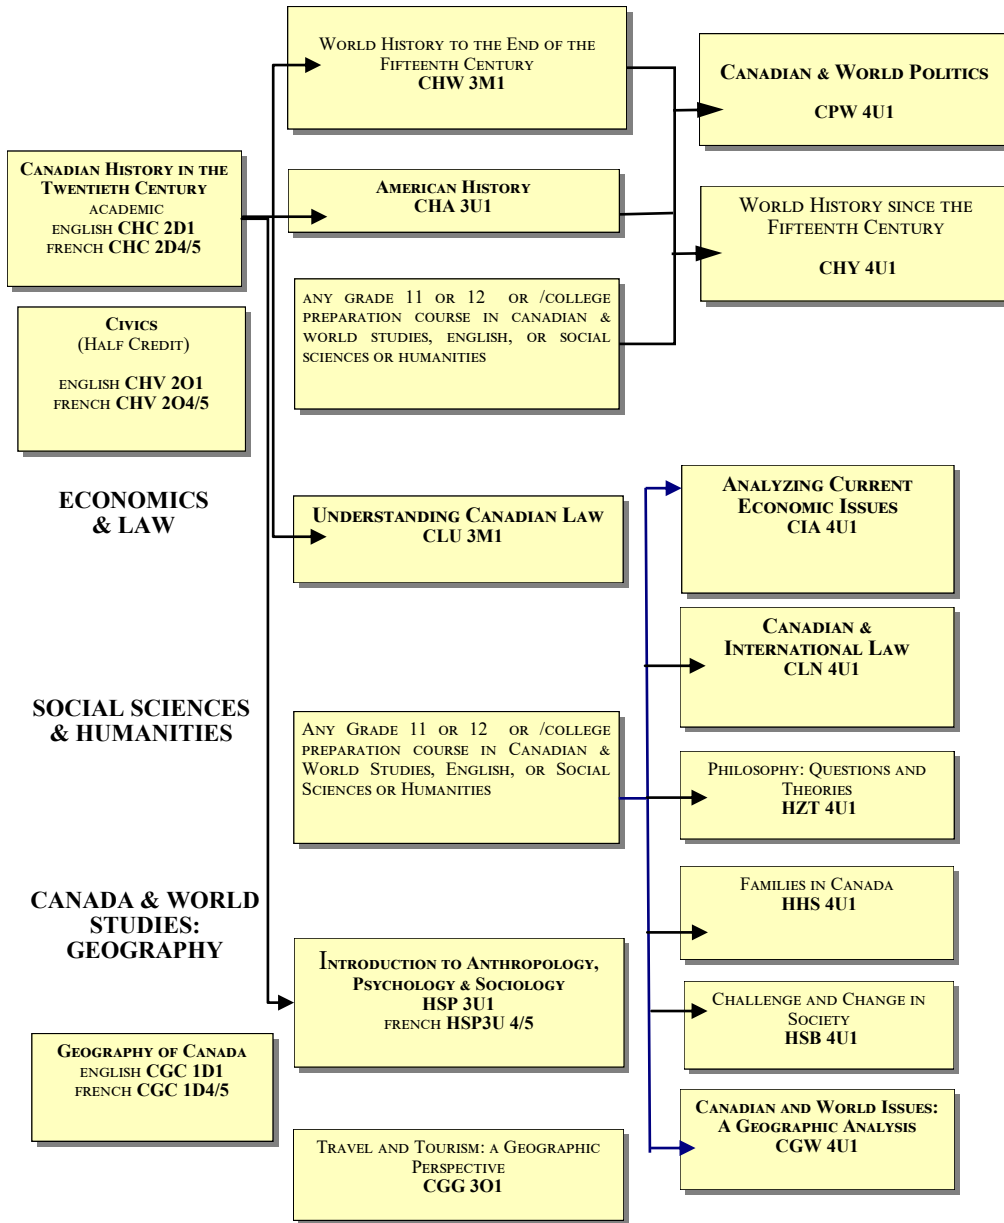 World History to the End of the
Fifteenth Century
CHW 3M1
Canadian & World Politics
CPW 4U1
Canadian History in the
Twentieth Century
academic
english CHC 2D1
french CHC 2D4/5
American History
CHA 3U1
World History since the
Fifteenth Century
CHY 4U1
any grade 11 or 12 or /college
preparation course in canadian &
world studies, english, or social
sciences or humanities
Civics
(Half Credit)
english CHV 2O1
french CHV 2O4/5
ECONOMICS
& LAW
Understanding Canadian Law
CLU 3M1
Analyzing Current
Economic Issues
CIA 4U1
Canadian &
International Law
CLN 4U1
SOCIAL SCIENCES
& HUMANITIES
Any Grade 11 or 12 or /college
preparation course in Canadian &
World Studies, English, or Social
Sciences or Humanities
Philosophy: Questions and
Theories
HZT 4U1
Families in Canada
HHS 4U1
CANADA & WORLD
STUDIES:
GEOGRAPHY
Introduction to Anthropology,
Psychology & Sociology
HSP 3U1
french HSP3U 4/5
Challenge and Change in
Society
HSB 4U1
Geography of Canada
english CGC 1D1
french CGC 1D4/5
Canadian and World Issues:
A Geographic Analysis
CGW 4U1
Travel and Tourism: a Geographic
Perspective
CGG 3O1